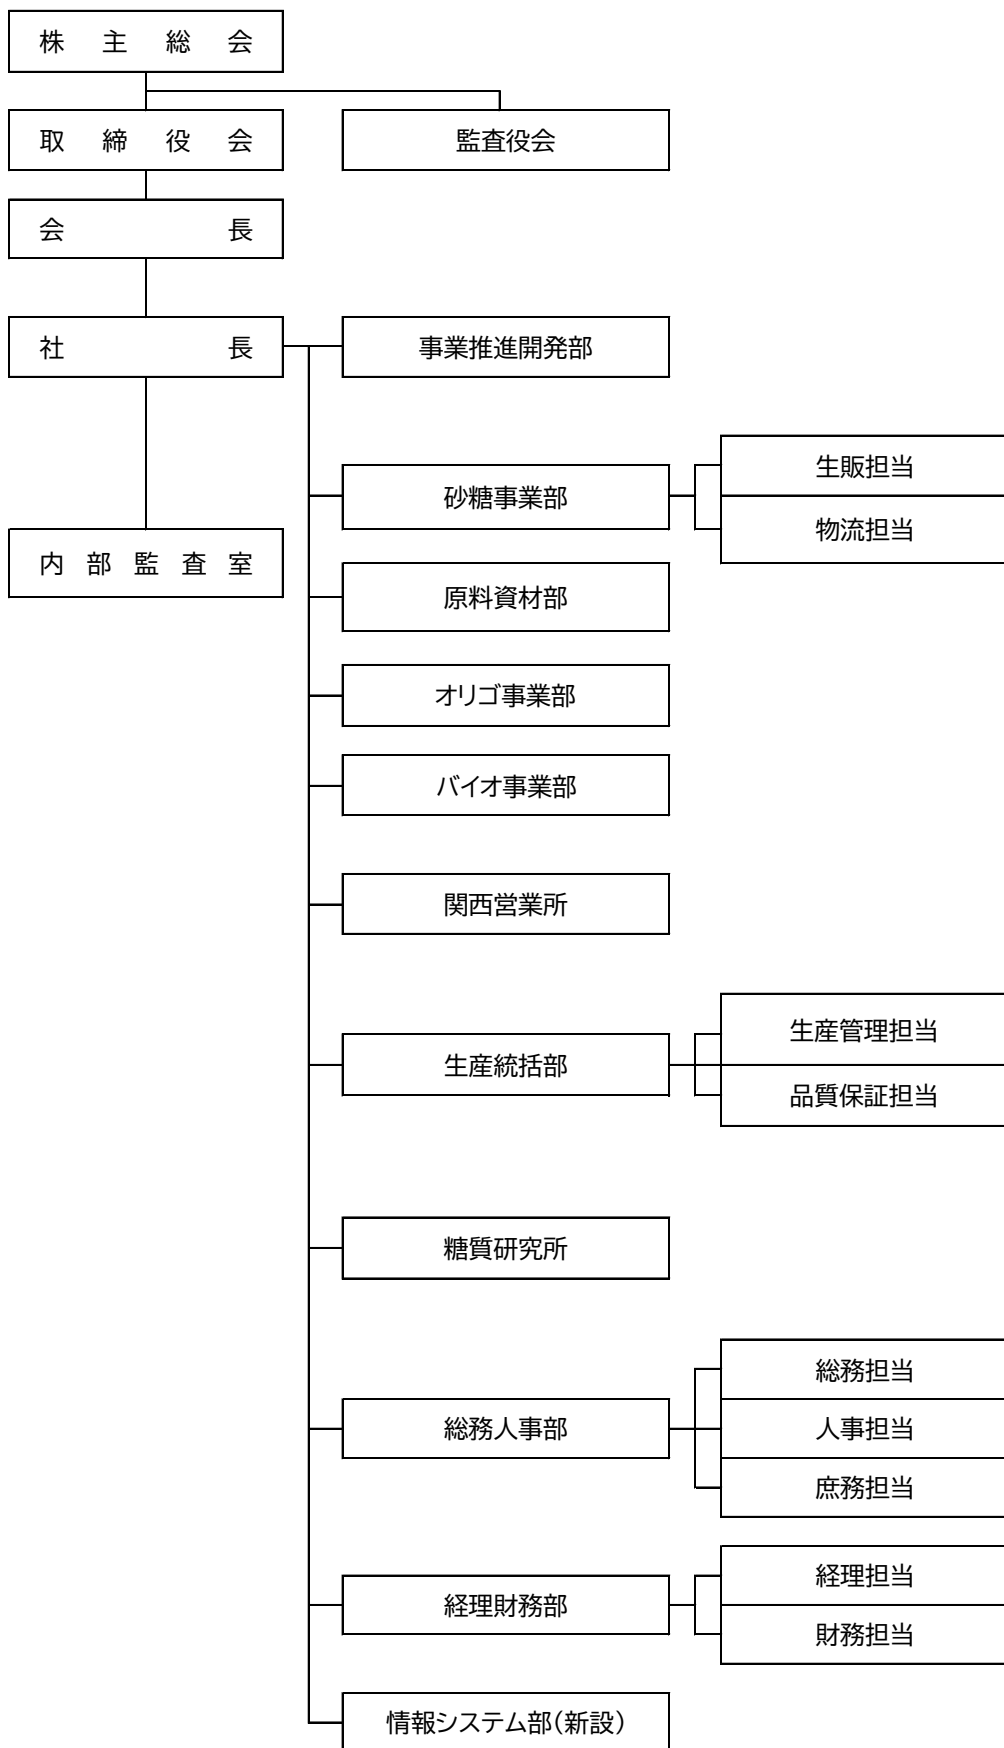 株主総会
取締役会
監査役会
会長
社長
事業推進開発部
砂糖事業部
生販担当
物流担当
内部監査室
原料資材部
オリゴ事業部
バイオ事業部
関西営業所
生産統括部
生産管理担当
品質保証担当
糖質研究所
総務人事部
総務担当
人事担当
庶務担当
経理財務部
経理担当
財務担当
情報システム部（新設）